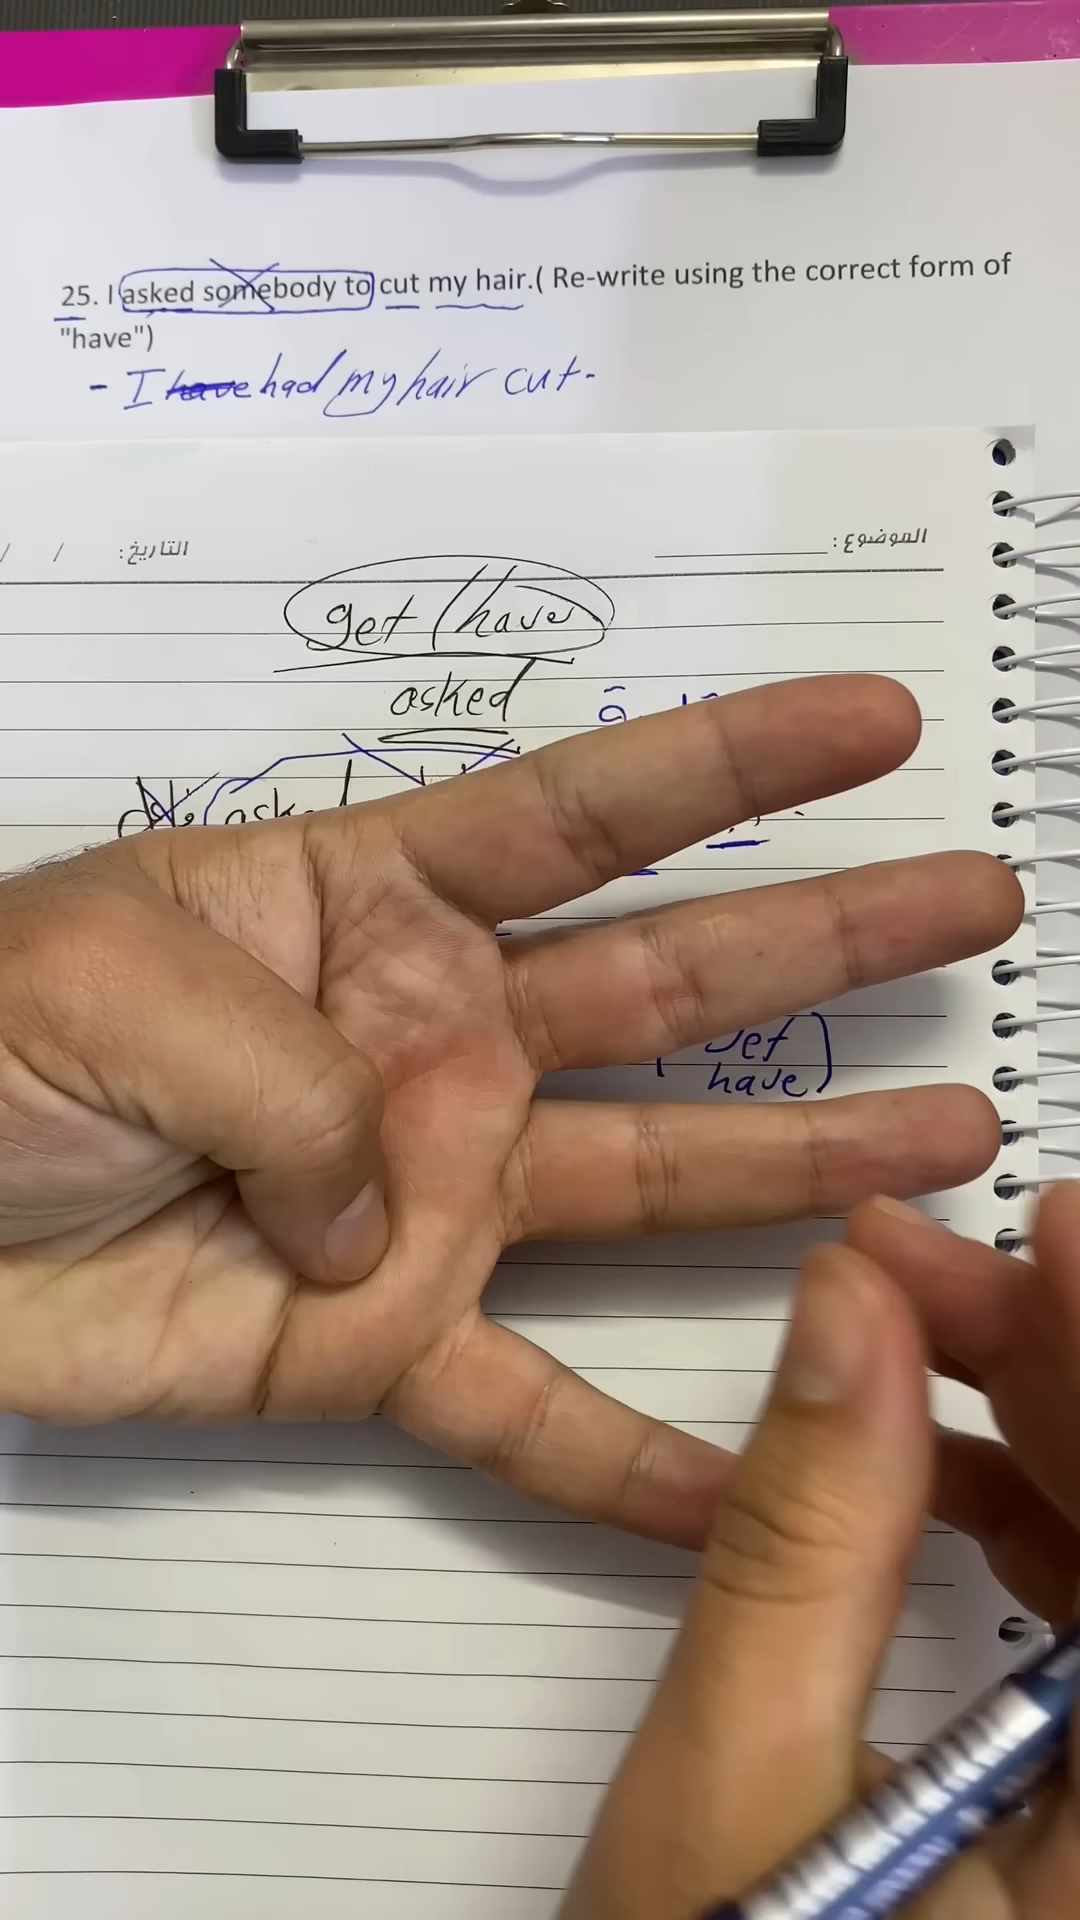 25. I asked somebody to cut my hair.( Re-write using the correct form of
"have")
- I have had my hair cut.
الموضوع :
التاريخ: / /
get / have
asked
asked
get
have